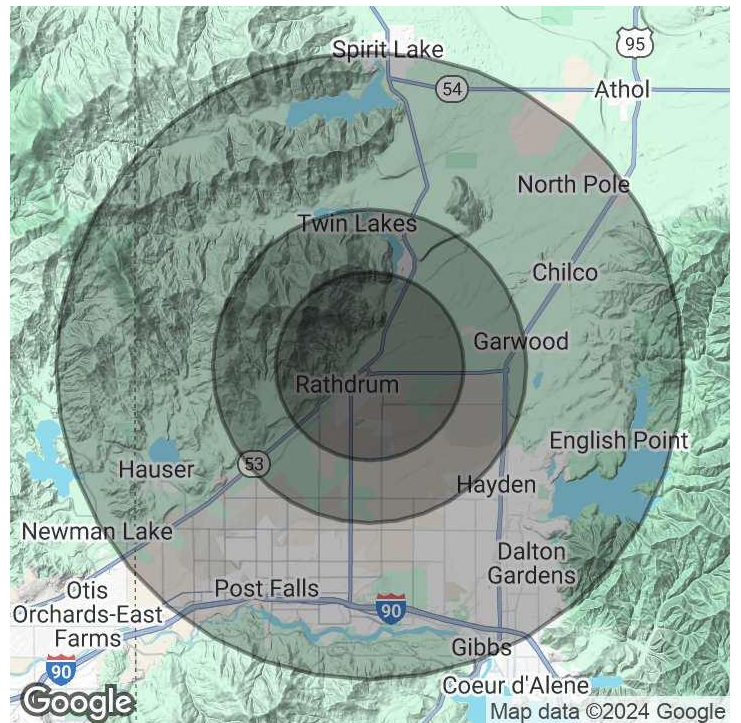 Spirit Lake
95
54
Athol
North Pole
Twin Lakes
Chilco
Garwood
Rathdrum
English Point
53
Hauser
Hayden
Newman Lake
Dalton
Gardens
Post Falls
Otis
Orchards-East
Farms
90
Gibbs
90
Coeur d'Alene
Google
Map data ©2024 Google